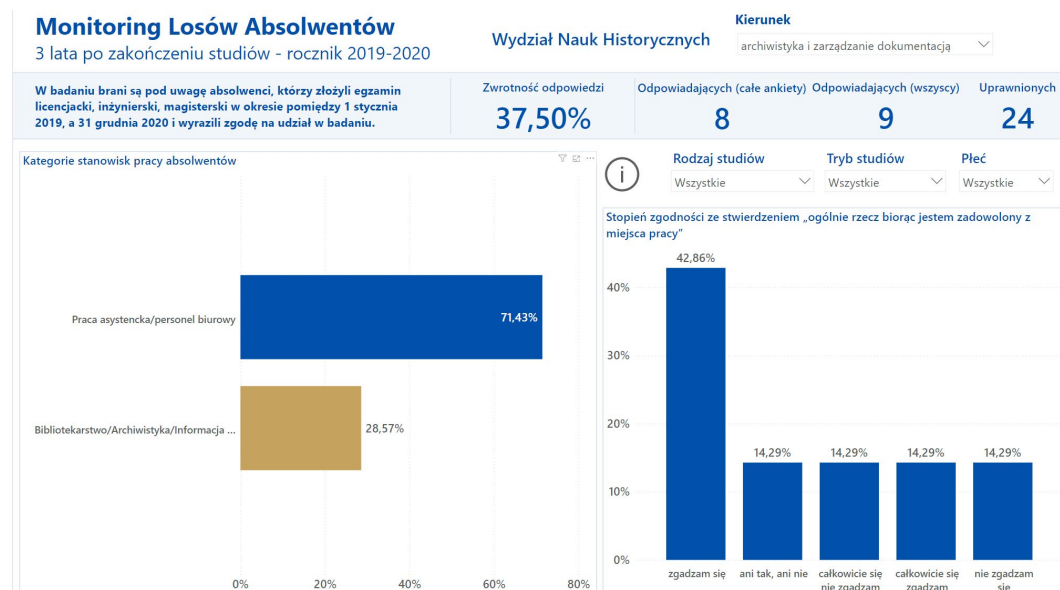 Monitoring Losów Absolwentów
3 lata po zakończeniu studiów - rocznik 2019-2020
Wydział Nauk Historycznych
Kierunek
archiwistyka i zarządzanie dokumentacją
W badaniu brani są pod uwagę absolwenci, którzy złożyli egzamin
licencjacki, inżynierski, magisterski w okresie pomiędzy 1 stycznia
2019, a 31 grudnia 2020 i wyrazili zgodę na udział w badaniu.
Zwrotność odpowiedzi
37,50%
Odpowiadających (całe ankiety)
8
Odpowiadających (wszyscy)
9
Uprawnionych
24
Kategorie stanowisk pracy absolwentów
Praca asystencka/personel biurowy
71,43%
Bibliotekarstwo/Archiwistyka/Informacja ...
28,57%
0% 20% 40% 60% 80%
i
Rodzaj studiów
Wszystkie
Tryb studiów
Wszystkie
Płeć
Wszystkie
Stopień zgodności ze stwierdzeniem „ogólnie rzecz biorąc jestem zadowolony z
miejsca pracy"
40%
30%
20%
10%
0%
42,86%
14,29%
14,29%
14,29%
14,29%
zgadzam się
ani tak, ani nie
całkowicie się
nie zgadzam
całkowicie się
zgadzam
nie zgadzam
się